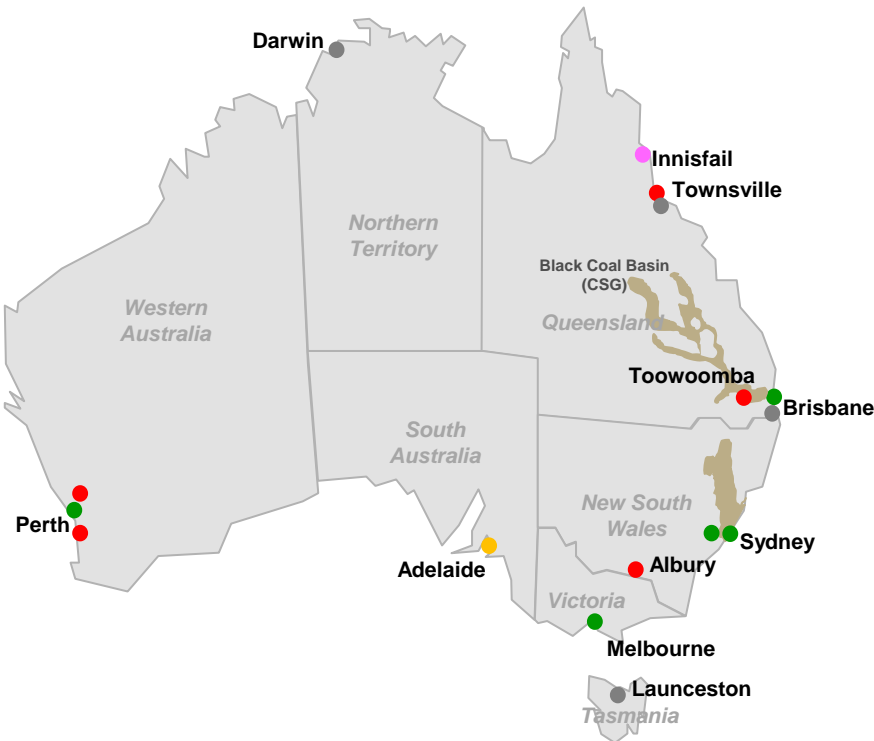 Darwin
Innisfail
Townsville
Northern
Territory
Black Coal Basin
(CSG)
Western
Australia
Queensland
Toowoomba
Brisbane
South
Australia
New South
Wales
Perth
Sydney
Adelaide
Albury
Victoria
Melbourne
Launceston
Tasmania